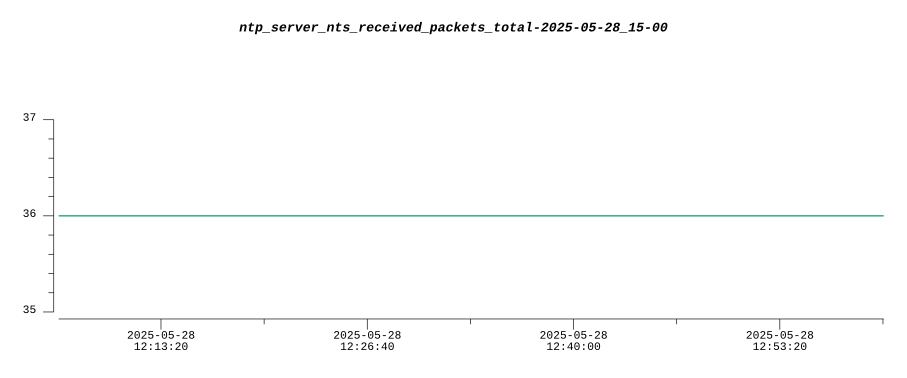 ntp_server_nts_received_packets_total-2025-05-28_15-00
37
36
35
2025-05-28 2025-05-28 2025-05-28 2025-05-28
12:13:20 12:26:40 12:40:00 12:53:20